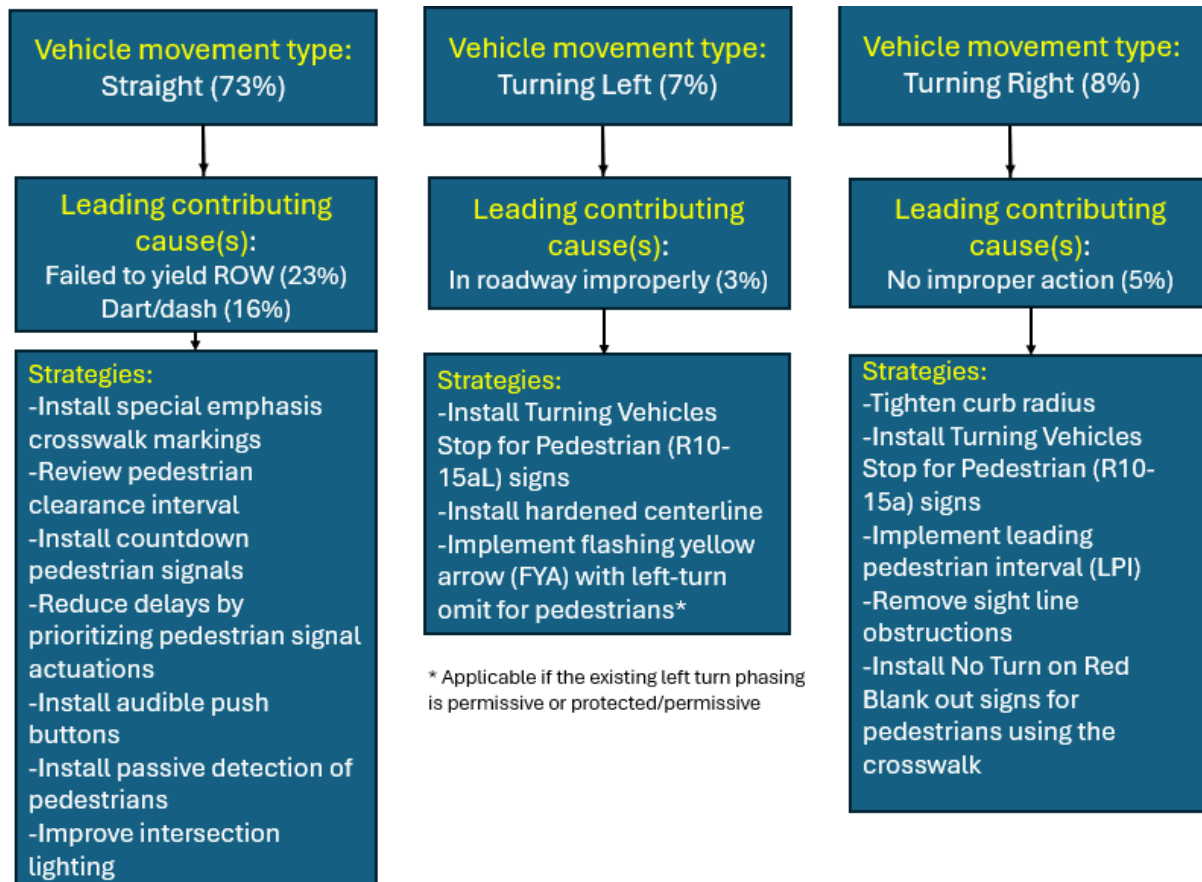 Vehicle movement type:
Straight (73%)
Leading contributing
cause(s):
Failed to yield ROW (23%)
Dart/dash (16%)
Strategies:
-Install special emphasis
crosswalk markings
-Review pedestrian
clearance interval
-Install countdown
pedestrian signals
-Reduce delays by
prioritizing pedestrian signal
actuations
-Install audible push
buttons
-Install passive detection of
pedestrians
-Improve intersection
lighting
Vehicle movement type:
Turning Left (7%)
Leading contributing
cause(s):
In roadway improperly (3%)
Strategies:
-Install Turning Vehicles
Stop for Pedestrian (R10-
15aL) signs
-Install hardened centerline
-Implement flashing yellow
arrow (FYA) with left-turn
omit for pedestrians*
* Applicable if the existing left turn phasing
is permissive or protected/permissive
Vehicle movement type:
Turning Right (8%)
Leading contributing
cause(s):
No improper action (5%)
Strategies:
-Tighten curb radius
-Install Turning Vehicles
Stop for Pedestrian (R10-
15a) signs
-Implement leading
pedestrian interval (LPI)
-Remove sight line
obstructions
-Install No Turn on Red
Blank out signs for
pedestrians using the
crosswalk